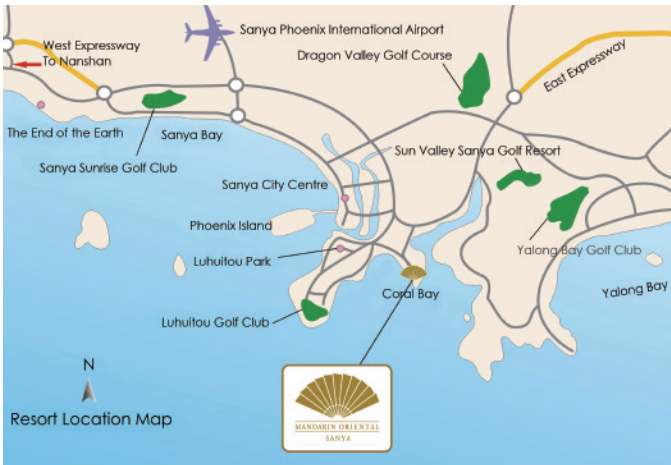 Sanya Phoenix International Airport
West Expressway
To Nanshan
Dragon Valley Golf Course
East Expressway
The End of the Earth
Sanya Bay
Sanya Sunrise Golf Club
Sun Valley Sanya Golf Resort
Sanya City Centre
Phoenix Island
Yalong Bay Golf Club
Luhuitou Park
Coral Bay
Yalong Bay
Luhuitou Golf Club
N
Resort Location Map
MANDARIN ORIENTAL
SANYA